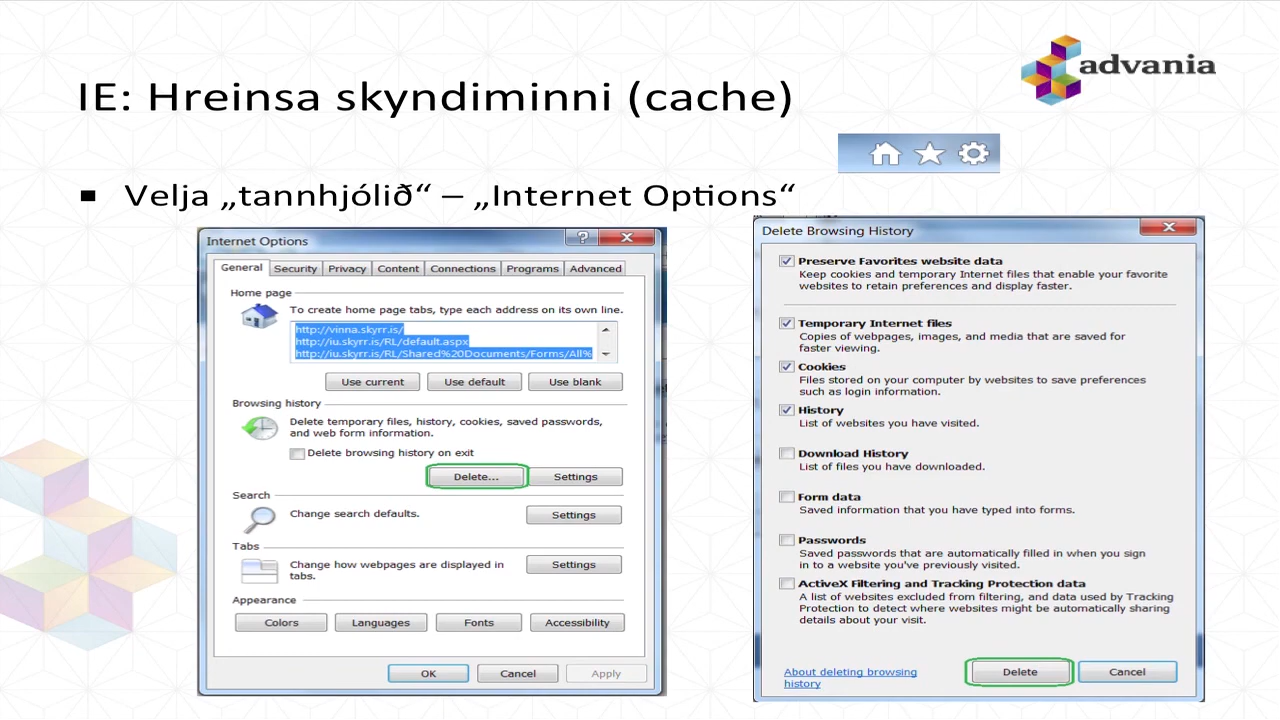 advania
IE: Hreinsa skyndiminni (cache)
Velja „tannhjólið“ – „Internet Options“
Internet Options
General Security Privacy Content Connections Programs Advanced
Home page
To create home page tabs, type each address on its own line.
http://vinna.skyrr.is/
http://iu.skyrr.is/RL/default.aspx
http://iu.skyrr.is/RL/Shared%20Documents/Forms/All%
Use current Use default Use blank
Browsing history
Delete temporary files, history, cookies, saved passwords,
and web form information.
Delete browsing history on exit
Delete... Settings
Search
Change search defaults.
Settings
Tabs
Change how webpages are displayed in
tabs.
Settings
Appearance
Colors Languages Fonts Accessibility
OK Cancel Apply
Delete Browsing History
Preserve Favorites website data
Keep cookies and temporary Internet files that enable your favorite
websites to retain preferences and display faster.
Temporary Internet files
Copies of webpages, images, and media that are saved for
faster viewing.
Cookies
Files stored on your computer by websites to save preferences
such as login information.
History
List of websites you have visited.
Download History
List of files you have downloaded.
Form data
Saved information that you have typed into forms.
Passwords
Saved passwords that are automatically filled in when you sign
in to a website you've previously visited.
ActiveX Filtering and Tracking Protection data
A list of websites excluded from filtering, and data used by Tracking
Protection to detect where websites might be automatically sharing
details about your visit.
About deleting browsing
history
Delete Cancel